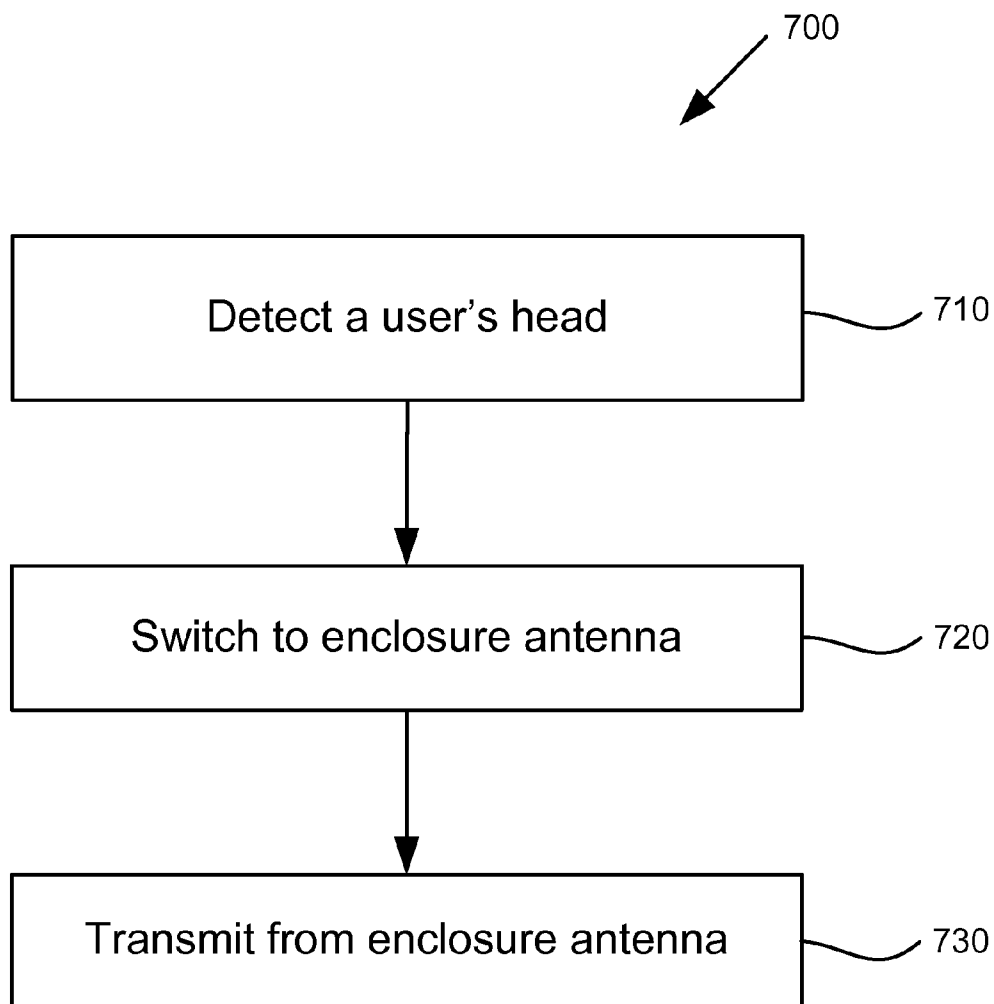 700
Detect a user’s head
710
Switch to enclosure antenna
720
Transmit from enclosure antenna
730